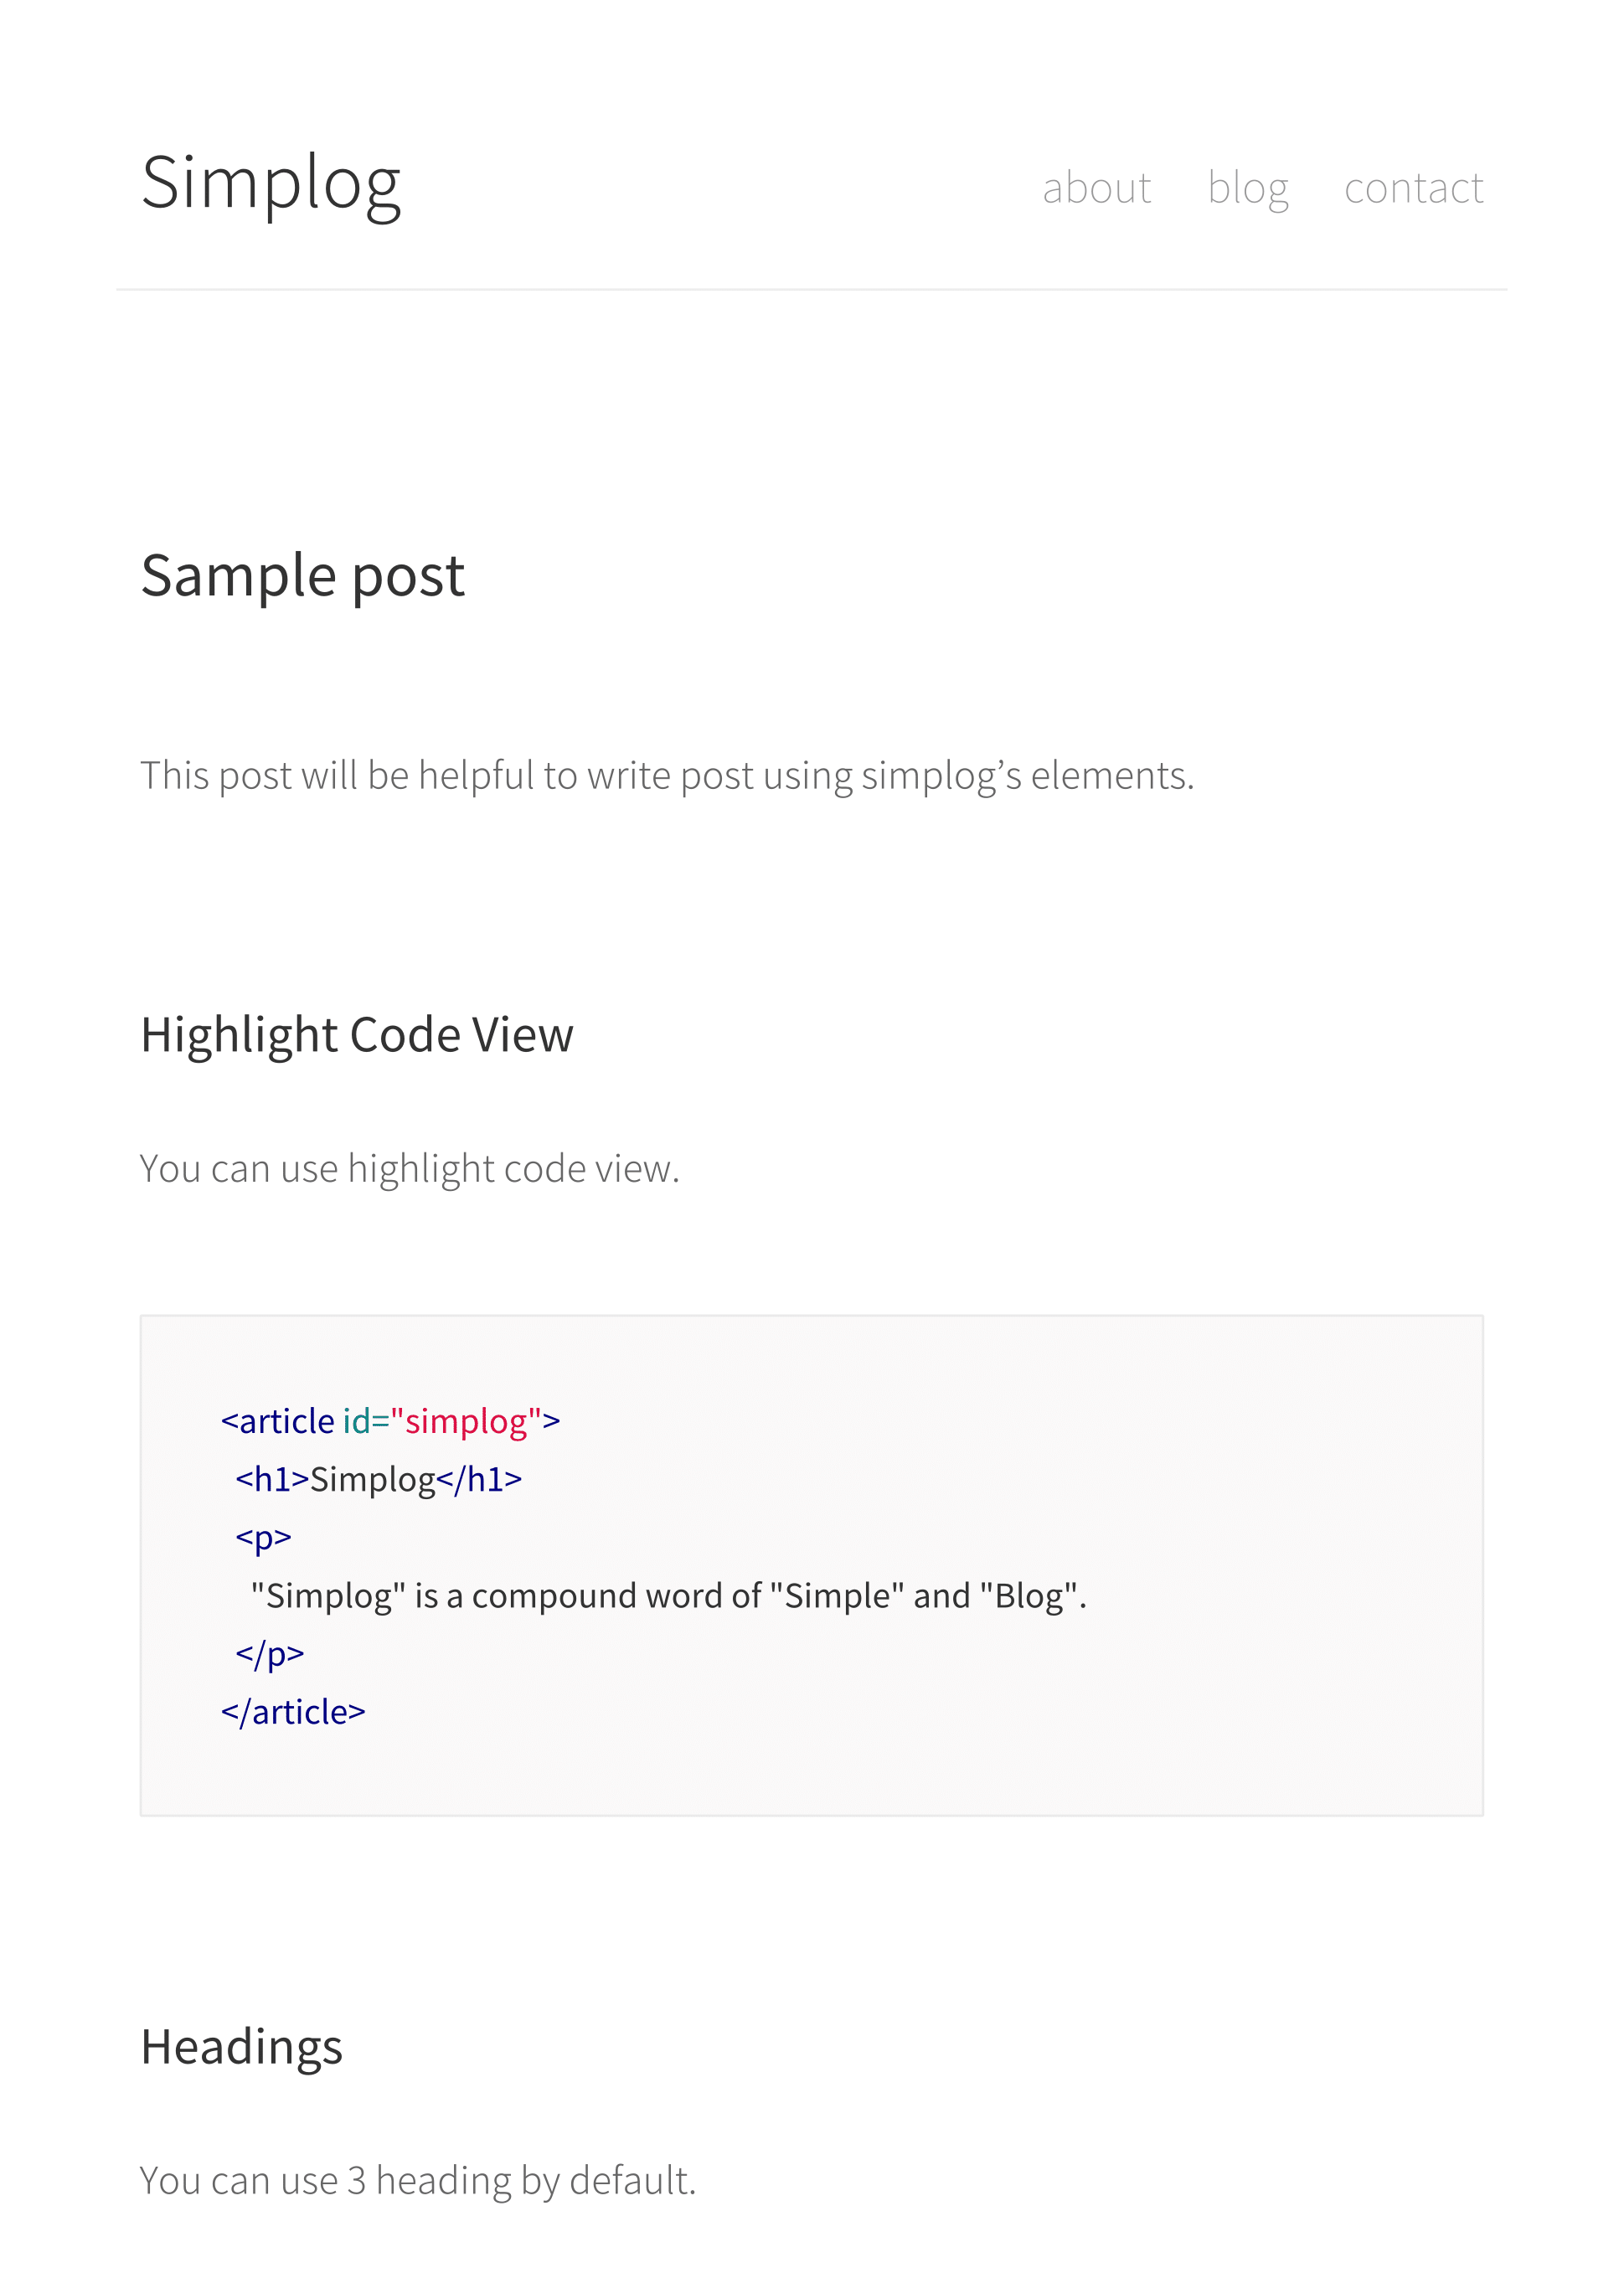 Simplog
about blog contact
Sample post
This post will be helpful to write post using simplog’s elements.
Highlight Code View
You can use highlight code view.
<article id="simplog">
  <h1>Simplog</h1>
  <p>
    "Simplog" is a compound word of "Simple" and "Blog".
  </p>
</article>
Headings
You can use 3 heading by default.